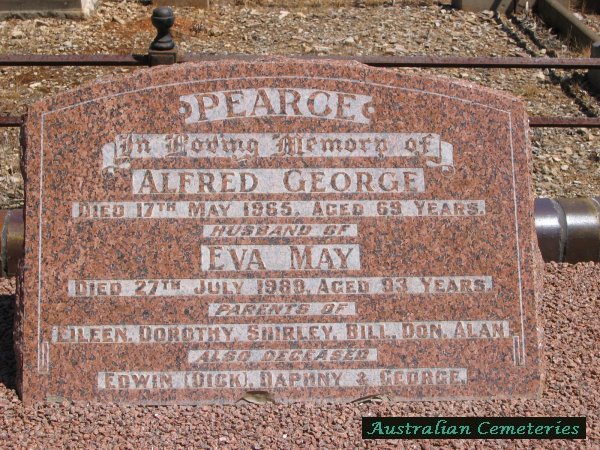 PEARCE
In Loving Memory of
ALFRED GEORGE
DIED 17TH MAY 1965, AGED 69 YEARS.
HUSBAND OF
EVA MAY
DIED 27TH JULY 1989, AGED 93 YEARS.
PARENTS OF
EILEEN, DOROTHY, SHIRLEY, BILL, DON, ALAN
ALSO DECEASED
EDWIN (DICK), DAPHNY & GEORGE.
Australian Cemeteries